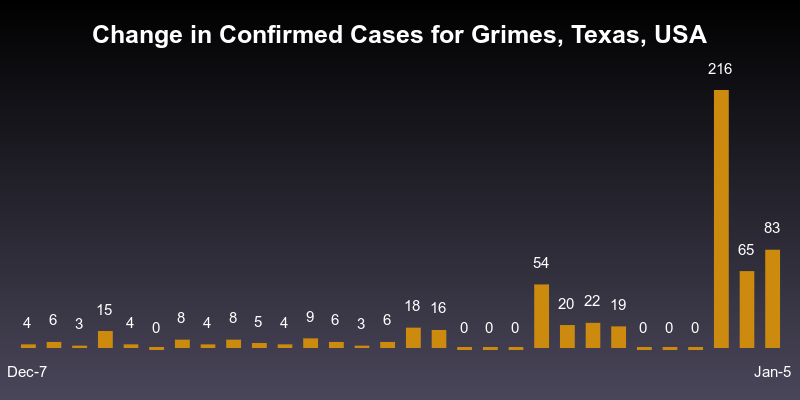 Change in Confirmed Cases for Grimes, Texas, USA
4 6 3 15 4 0 8 4 8 5 4 9 6 3 6 18 16 0 0 0 54 20 22 19 0 0 0 216 65 83
Dec-7 Jan-5